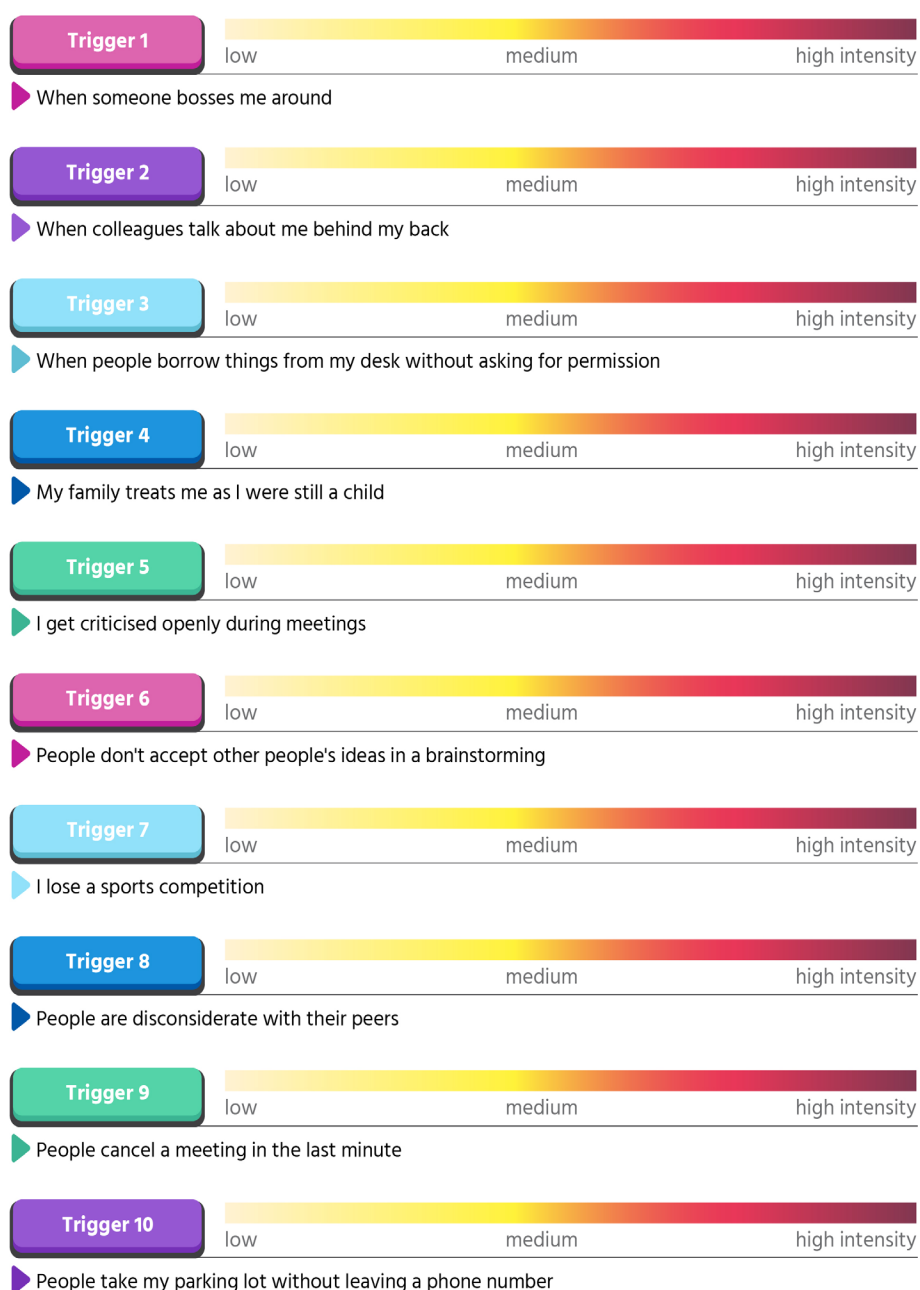 Trigger 1
low medium high intensity
When someone bosses me around
Trigger 2
low medium high intensity
When colleagues talk about me behind my back
Trigger 3
low medium high intensity
When people borrow things from my desk without asking for permission
Trigger 4
low medium high intensity
My family treats me as I were still a child
Trigger 5
low medium high intensity
I get criticised openly during meetings
Trigger 6
low medium high intensity
People don't accept other people's ideas in a brainstorming
Trigger 7
low medium high intensity
I lose a sports competition
Trigger 8
low medium high intensity
People are disconsiderate with their peers
Trigger 9
low medium high intensity
People cancel a meeting in the last minute
Trigger 10
low medium high intensity
People take my parking lot without leaving a phone number